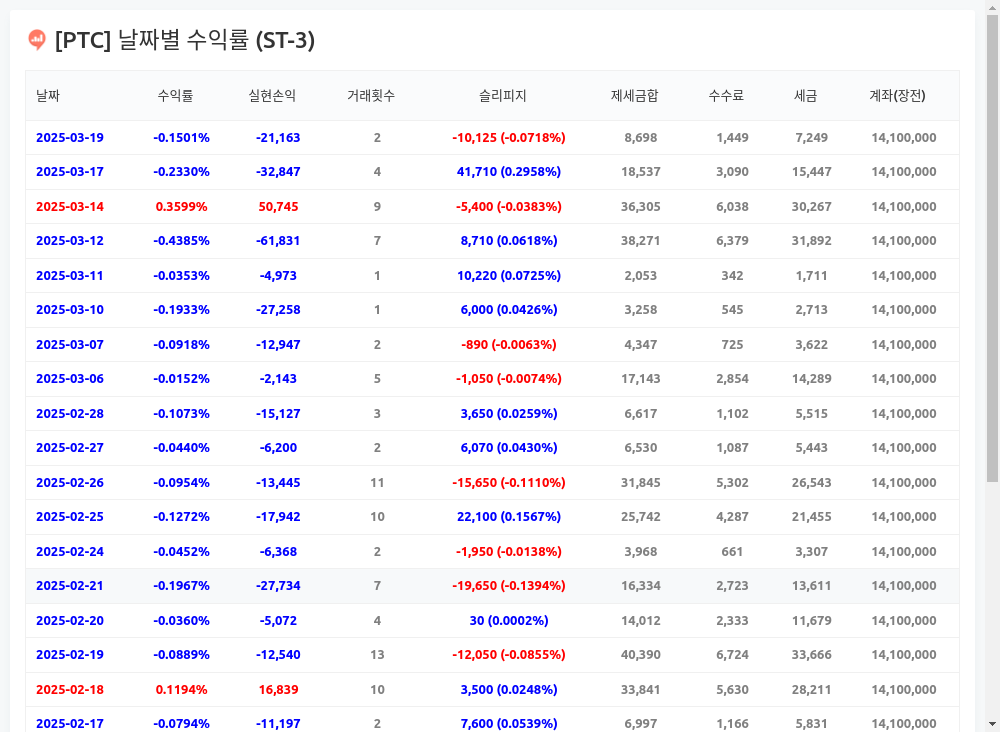 [PTC] 날짜별 수익률 (ST-3)
날짜 수익률 실현손익 거래횟수 슬리피지 제세금합 수수료 세금 계좌(장전)
2025-03-19 -0.1501% -21,163 2 -10,125 (-0.0718%) 8,698 1,449 7,249 14,100,000
2025-03-17 -0.2330% -32,847 4 41,710 (0.2958%) 18,537 3,090 15,447 14,100,000
2025-03-14 0.3599% 50,745 9 -5,400 (-0.0383%) 36,305 6,038 30,267 14,100,000
2025-03-12 -0.4385% -61,831 7 8,710 (0.0618%) 38,271 6,379 31,892 14,100,000
2025-03-11 -0.0353% -4,973 1 10,220 (0.0725%) 2,053 342 1,711 14,100,000
2025-03-10 -0.1933% -27,258 1 6,000 (0.0426%) 3,258 545 2,713 14,100,000
2025-03-07 -0.0918% -12,947 2 -890 (-0.0063%) 4,347 725 3,622 14,100,000
2025-03-06 -0.0152% -2,143 5 -1,050 (-0.0074%) 17,143 2,854 14,289 14,100,000
2025-02-28 -0.1073% -15,127 3 3,650 (0.0259%) 6,617 1,102 5,515 14,100,000
2025-02-27 -0.0440% -6,200 2 6,070 (0.0430%) 6,530 1,087 5,443 14,100,000
2025-02-26 -0.0954% -13,445 11 -15,650 (-0.1110%) 31,845 5,302 26,543 14,100,000
2025-02-25 -0.1272% -17,942 10 22,100 (0.1567%) 25,742 4,287 21,455 14,100,000
2025-02-24 -0.0452% -6,368 2 -1,950 (-0.0138%) 3,968 661 3,307 14,100,000
2025-02-21 -0.1967% -27,734 7 -19,650 (-0.1394%) 16,334 2,723 13,611 14,100,000
2025-02-20 -0.0360% -5,072 4 30 (0.0002%) 14,012 2,333 11,679 14,100,000
2025-02-19 -0.0889% -12,540 13 -12,050 (-0.0855%) 40,390 6,724 33,666 14,100,000
2025-02-18 0.1194% 16,839 10 3,500 (0.0248%) 33,841 5,630 28,211 14,100,000
2025-02-17 -0.0794% -11,197 2 7,600 (0.0539%) 6,997 1,166 5,831 14,100,000